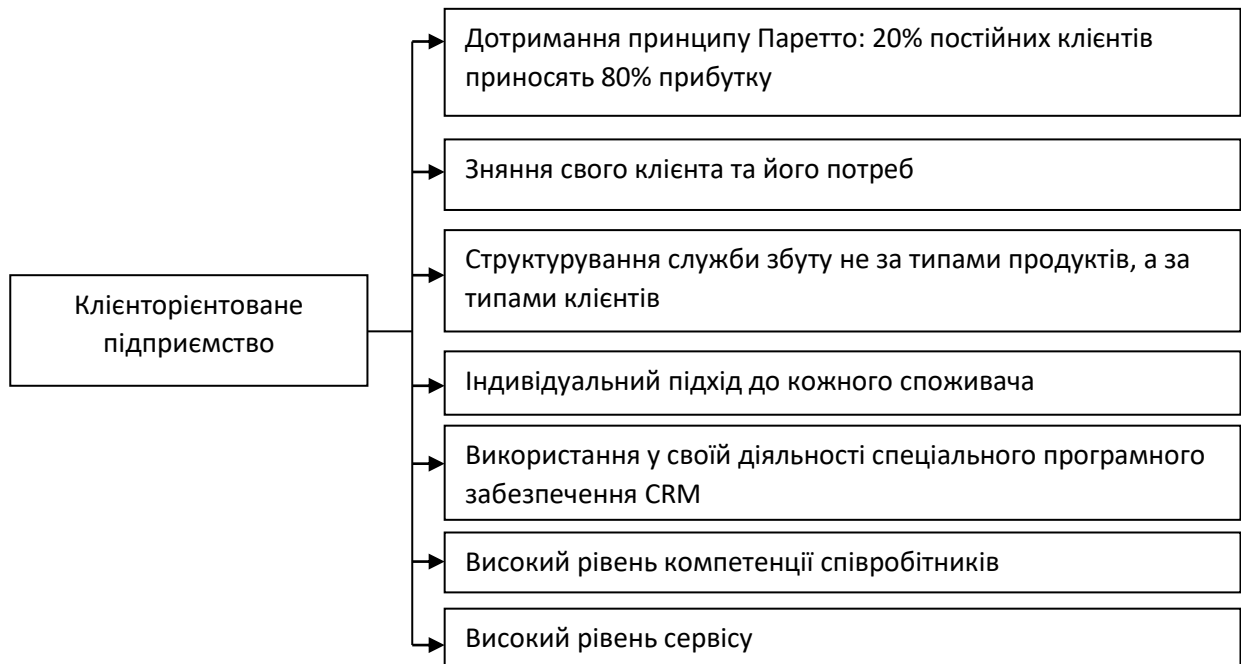 Дотримання принципу Паретто: 20% постійних клієнтів
приносять 80% прибутку
Зняння свого клієнта та його потреб
Структурування служби збуту не за типами продуктів, а за
типами клієнтів
Клієнторієнтоване
підприємство
Індивідуальний підхід до кожного споживача
Використання у своїй діяльності спеціального програмного
забезпечення CRM
Високий рівень компетенції співробітників
Високий рівень сервісу